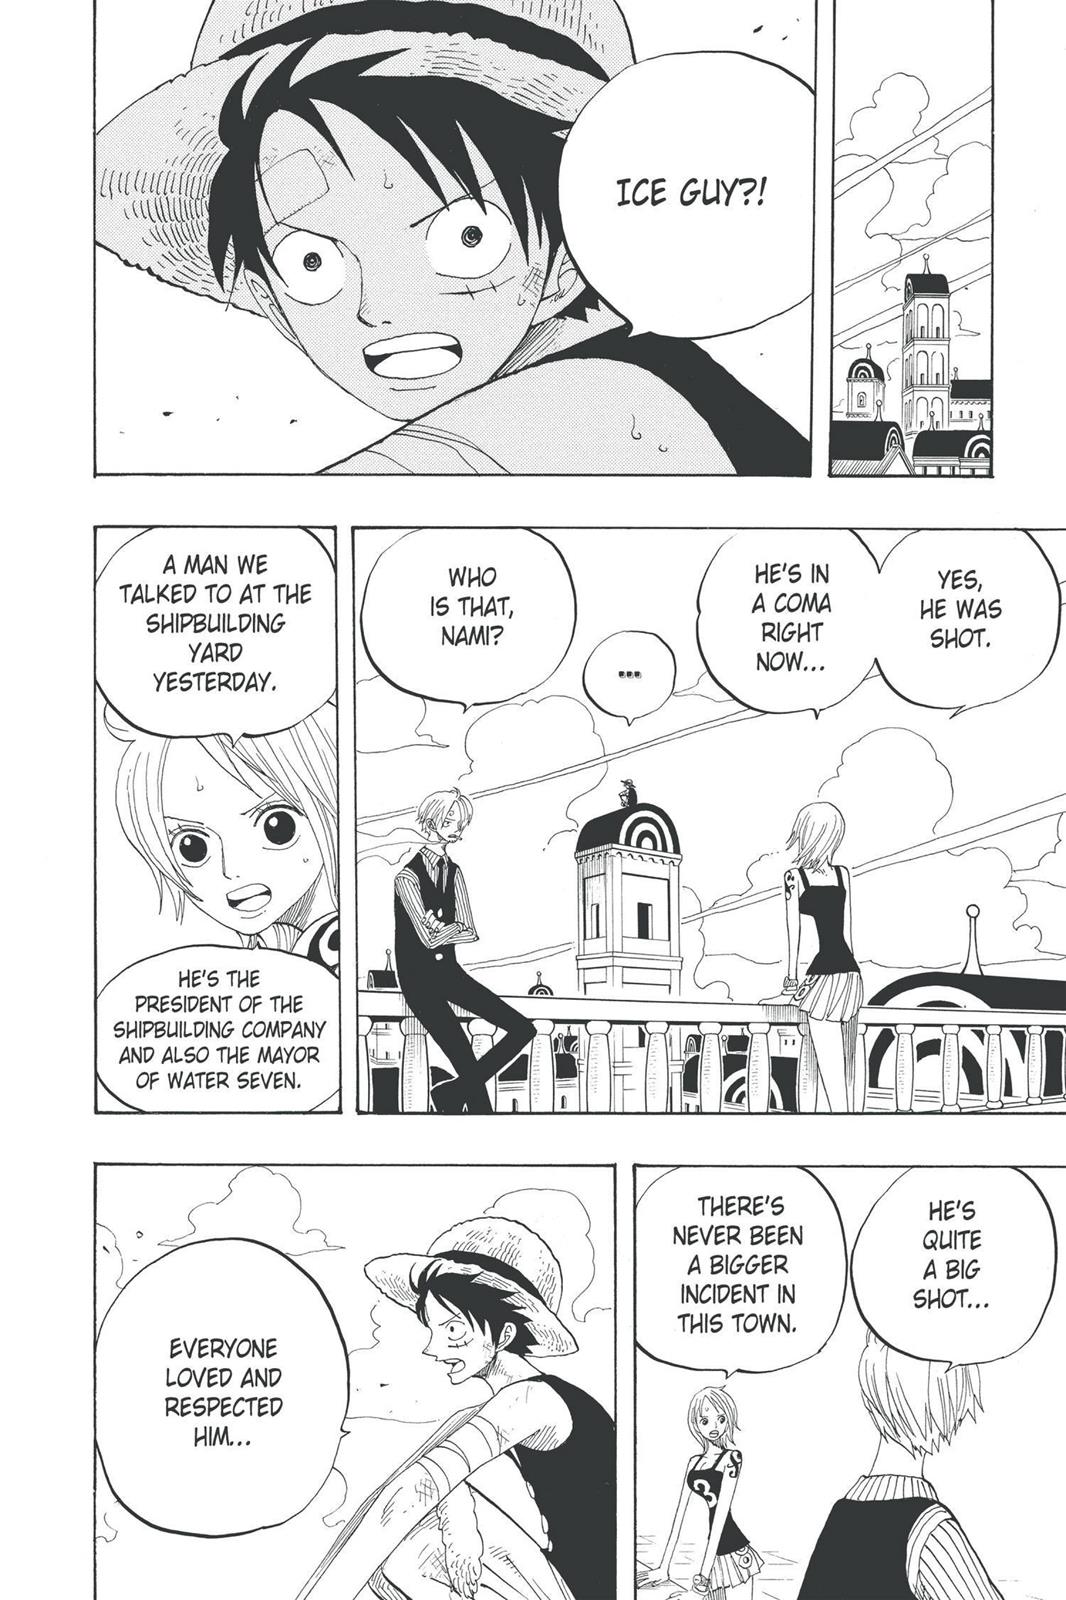 ICE GUY?!
YES,
HE WAS
SHOT.
HE'S IN
A COMA
RIGHT
NOW...
...
WHO
IS THAT,
NAMI?
A MAN WE
TALKED TO AT THE
SHIPBUILDING
YARD
YESTERDAY.
HE'S THE
PRESIDENT OF THE
SHIPBUILDING COMPANY
AND ALSO THE MAYOR
OF WATER SEVEN.
HE'S
QUITE
A BIG
SHOT...
THERE'S
NEVER BEEN
A BIGGER
INCIDENT IN
THIS TOWN.
3
EVERYONE
LOVED AND
RESPECTED
HIM...